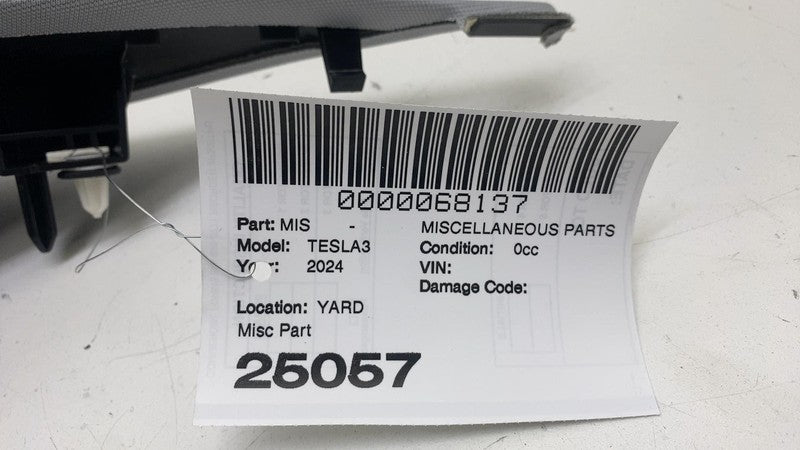 0000068137
Part: MIS - MISCELLANEOUS PARTS
Model: TESLA3 Condition: 0cc
Year: 2024 VIN:
Damage Code:
Location: YARD
Misc Part
25057